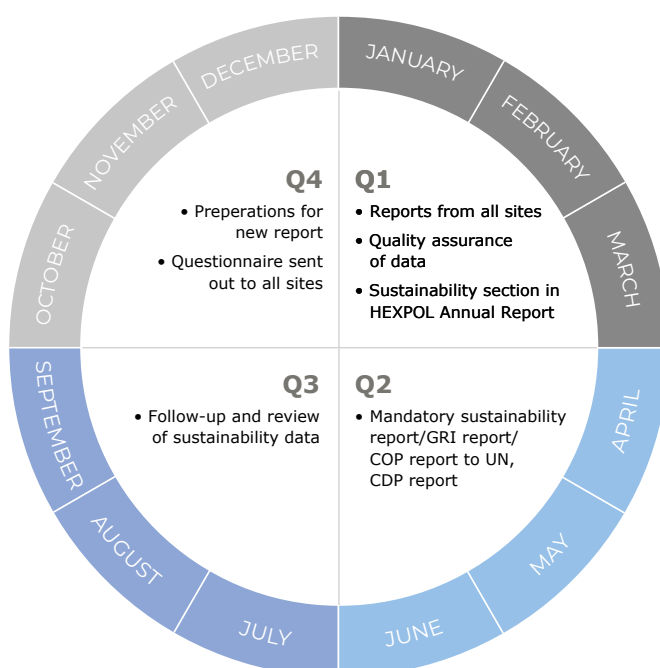 JANUARY
FEBRUARY
MARCH
APRIL
MAY
JUNE
JULY
AUGUST
SEPTEMBER
OCTOBER
NOVEMBER
DECEMBER
Q4
• Preperations for
new report
• Questionnaire sent
out to all sites
Q1
• Reports from all sites
• Quality assurance
of data
• Sustainability section in
HEXPOL Annual Report
Q3
• Follow-up and review
of sustainability data
Q2
• Mandatory sustainability
report/GRI report/
COP report to UN,
CDP report